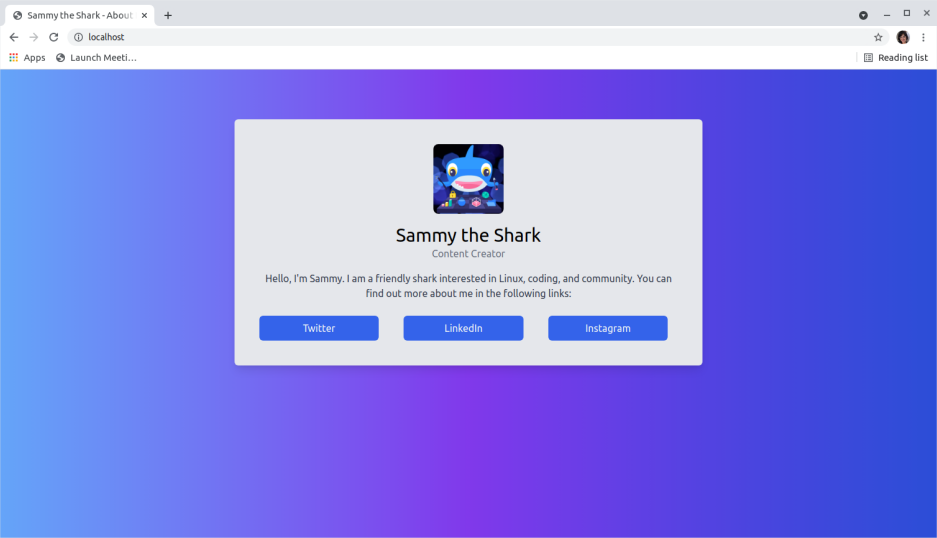 Sammy the Shark - About
localhost
Apps
Launch Meeti...
Reading list
Sammy the Shark
Content Creator
Hello, I'm Sammy. I am a friendly shark interested in Linux, coding, and community. You can
find out more about me in the following links:
Twitter
LinkedIn
Instagram